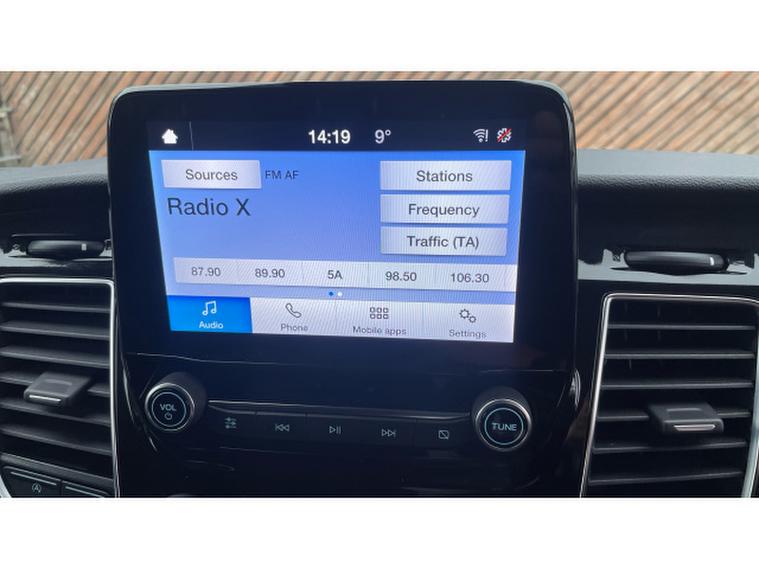 14:19 9°
Sources FM AF Stations
Radio X Frequency
Traffic (TA)
87.90 89.90 5A 98.50 106.30
Audio Phone Mobile apps Settings
VOL TUNE
A